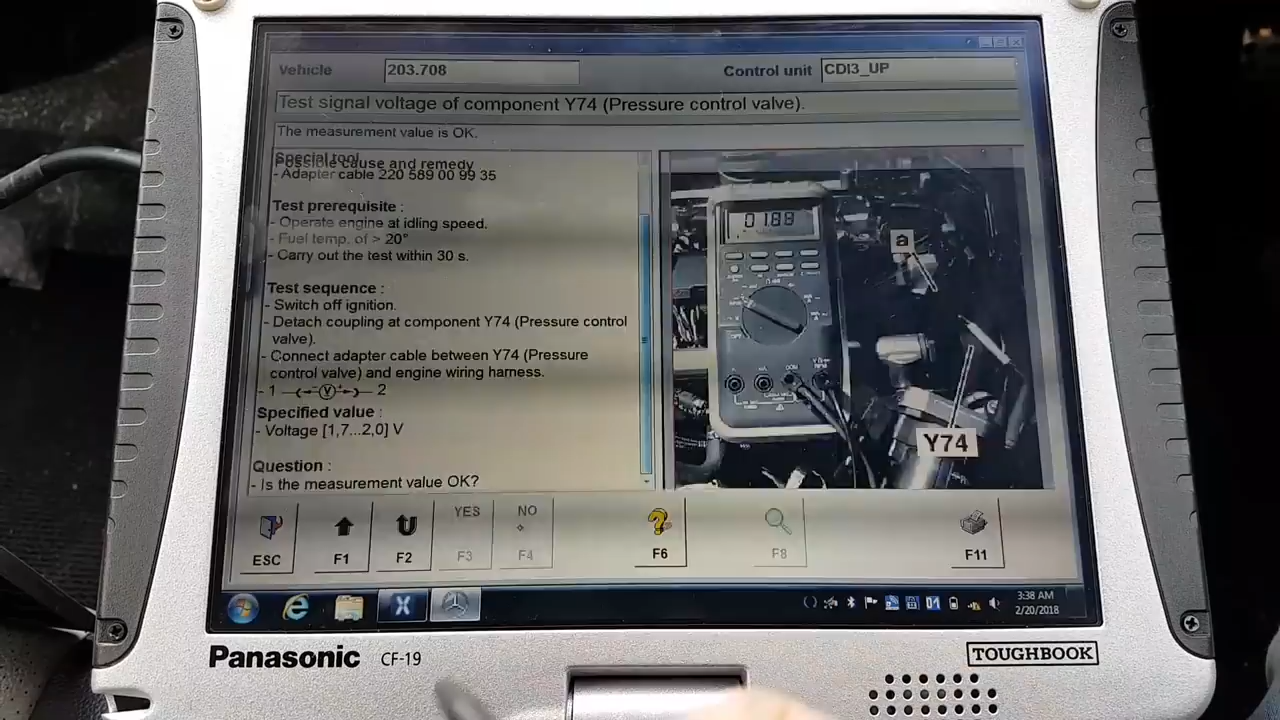 Vehicle 203.708 Control unit CDI3_UP
Test signal voltage of component Y74 (Pressure control valve).
The measurement value is OK.
Special tool
Possible cause and remedy
- Adapter cable 220 589 00 99 35
Test prerequisite :
- Operate engine at idling speed.
- Fuel temp. of > 20°
- Carry out the test within 30 s.
Test sequence :
- Switch off ignition.
- Detach coupling at component Y74 (Pressure control
valve).
- Connect adapter cable between Y74 (Pressure
control valve) and engine wiring harness.
- 1 V 2
Specified value :
- Voltage [1,7...2,0] V
Question :
- Is the measurement value OK?
0188
a
Y74
YES NO
ESC F1 F2 F3 F4 F6 F8 F11
3:38 AM
2/20/2018
Panasonic CF-19 TOUGHBOOK